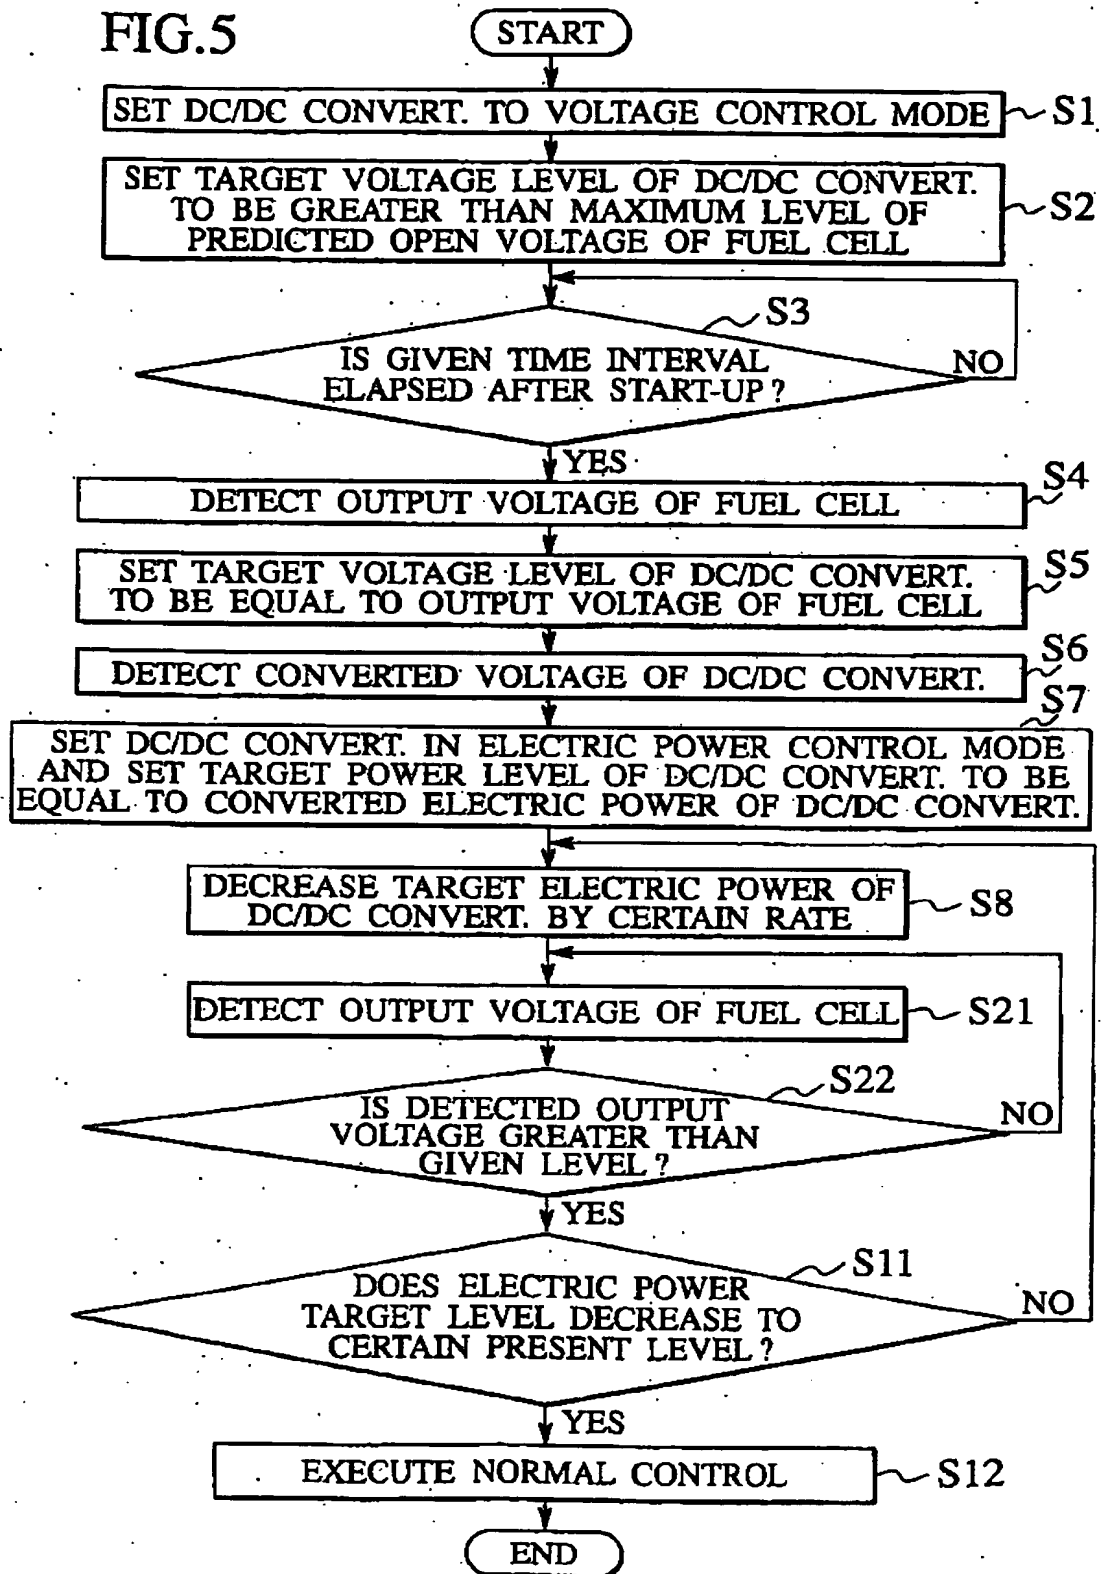 FIG.5
START
SET DC/DC CONVERT. TO VOLTAGE CONTROL MODE
S1
SET TARGET VOLTAGE LEVEL OF DC/DC CONVERT.
TO BE GREATER THAN MAXIMUM LEVEL OF
PREDICTED OPEN VOLTAGE OF FUEL CELL
S2
S3
IS GIVEN TIME INTERVAL
ELAPSED AFTER START-UP?
NO
YES
S4
DETECT OUTPUT VOLTAGE OF FUEL CELL
S5
SET TARGET VOLTAGE LEVEL OF DC/DC CONVERT.
TO BE EQUAL TO OUTPUT VOLTAGE OF FUEL CELL
S6
DETECT CONVERTED VOLTAGE OF DC/DC CONVERT.
S7
SET DC/DC CONVERT. IN ELECTRIC POWER CONTROL MODE
AND SET TARGET POWER LEVEL OF DC/DC CONVERT. TO BE
EQUAL TO CONVERTED ELECTRIC POWER OF DC/DC CONVERT.
DECREASE TARGET ELECTRIC POWER OF
DC/DC CONVERT. BY CERTAIN RATE
S8
DETECT OUTPUT VOLTAGE OF FUEL CELL
S21
S22
IS DETECTED OUTPUT
VOLTAGE GREATER THAN
GIVEN LEVEL?
NO
YES
S11
DOES ELECTRIC POWER
TARGET LEVEL DECREASE TO
CERTAIN PRESENT LEVEL?
NO
YES
EXECUTE NORMAL CONTROL
S12
END